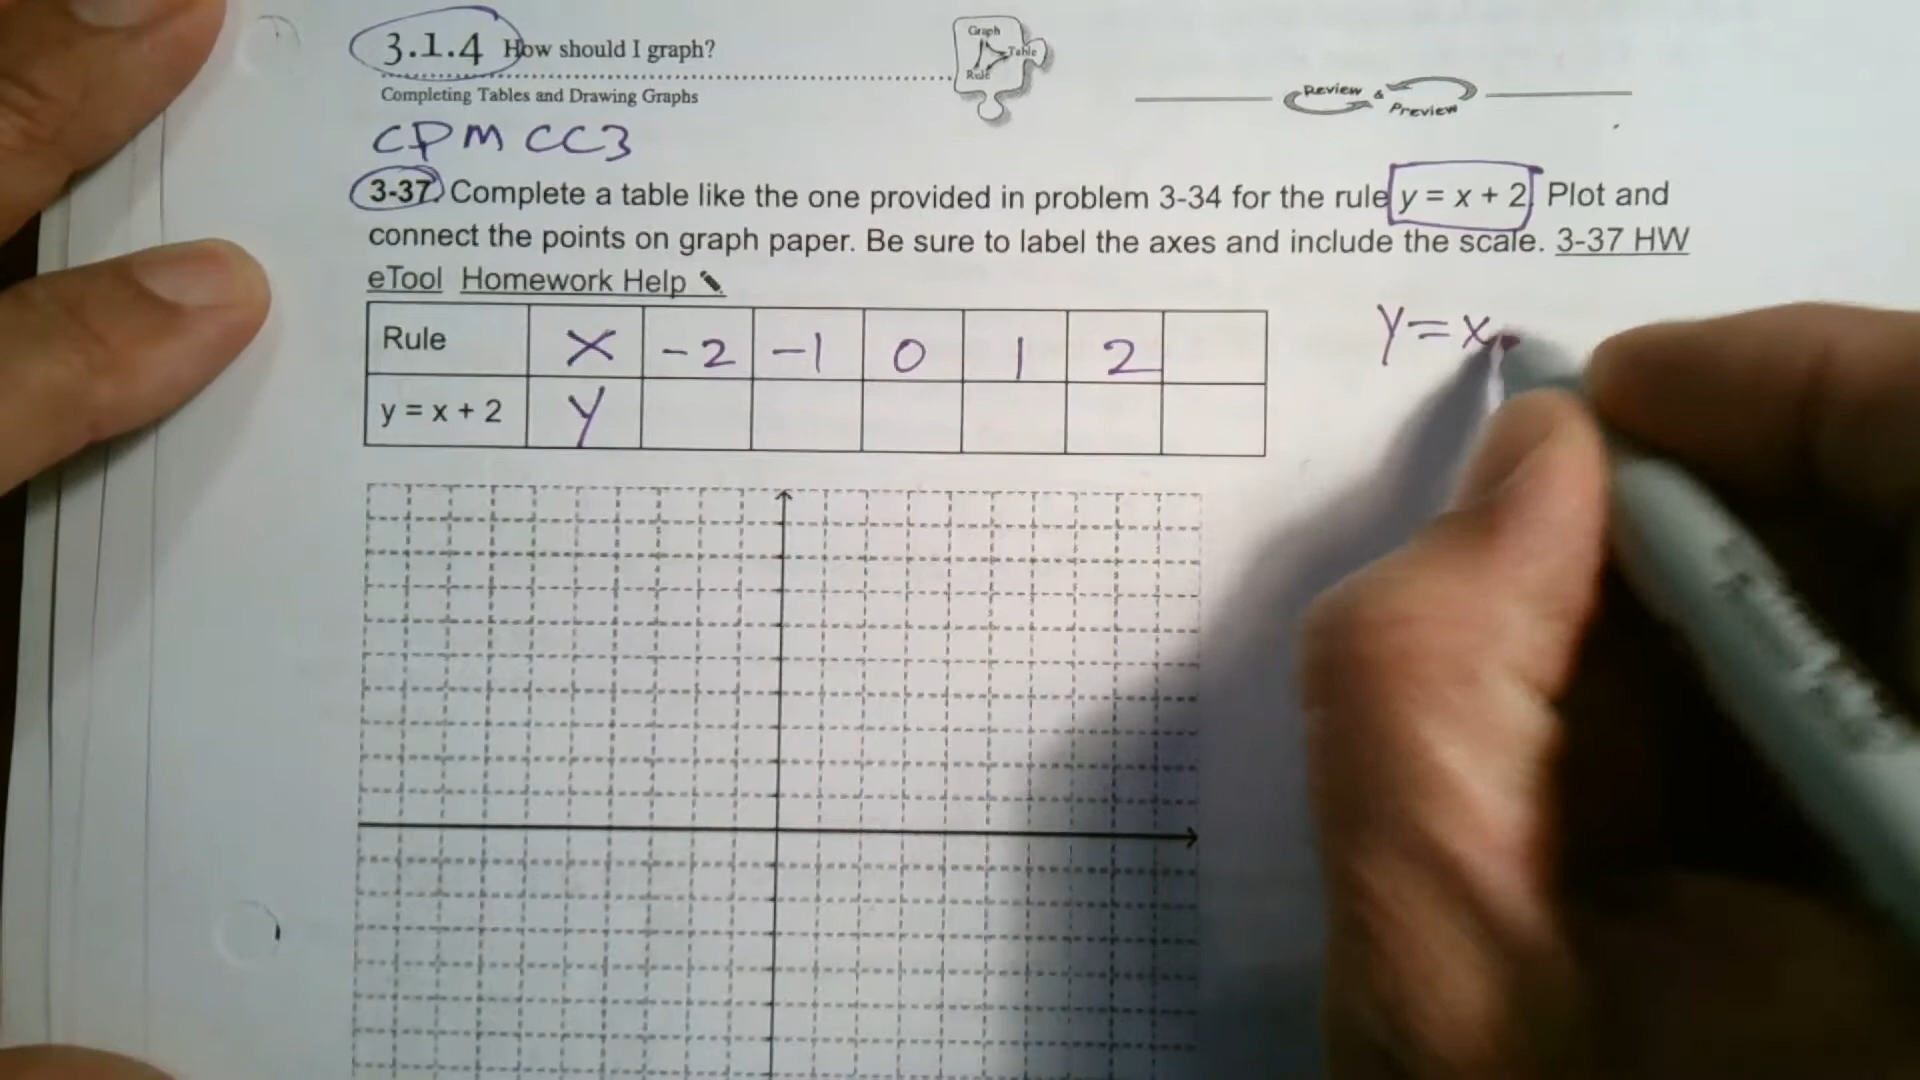 3.1.4 How should I graph?
Completing Tables and Drawing Graphs
Graph
Table
Rule
Review &
Preview
CPM CC3
3-37. Complete a table like the one provided in problem 3-34 for the rule y = x + 2. Plot and
connect the points on graph paper. Be sure to label the axes and include the scale. 3-37 HW
eTool Homework Help
Rule X -2 -1 0 1 2
y = x + 2 Y
y=x